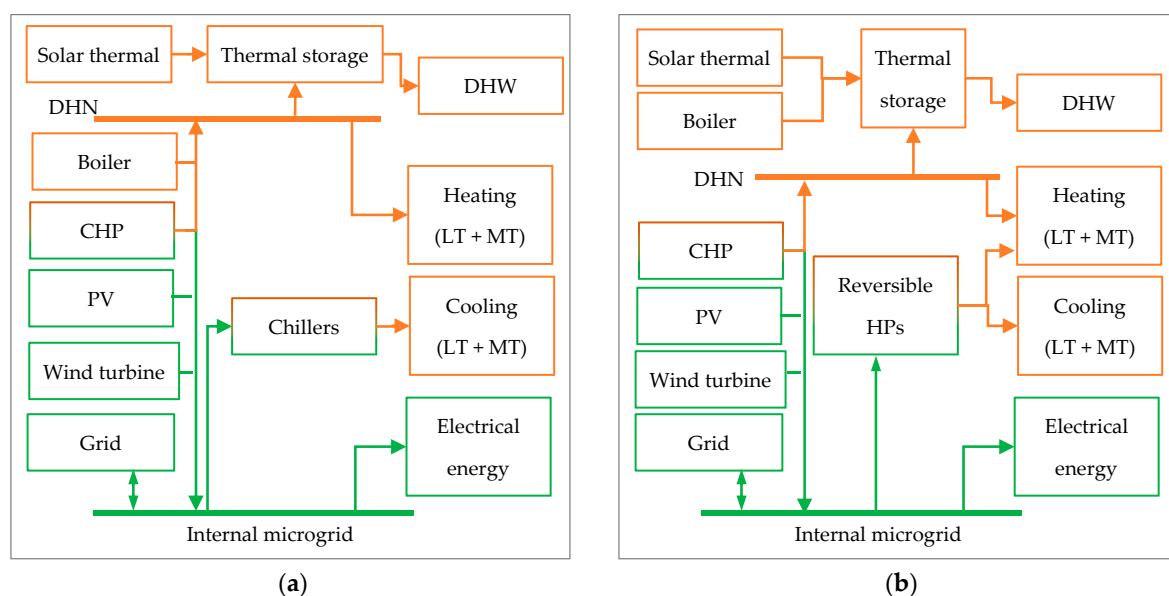 Solar thermal
Thermal storage
DHW
DHN
Boiler
Heating
(LT + MT)
CHP
PV
Chillers
Cooling
(LT + MT)
Wind turbine
Grid
Electrical
energy
Internal microgrid
(a)
Solar thermal
Thermal
storage
DHW
Boiler
DHN
Heating
(LT + MT)
CHP
Reversible
HPs
PV
Cooling
(LT + MT)
Wind turbine
Grid
Electrical
energy
Internal microgrid
(b)